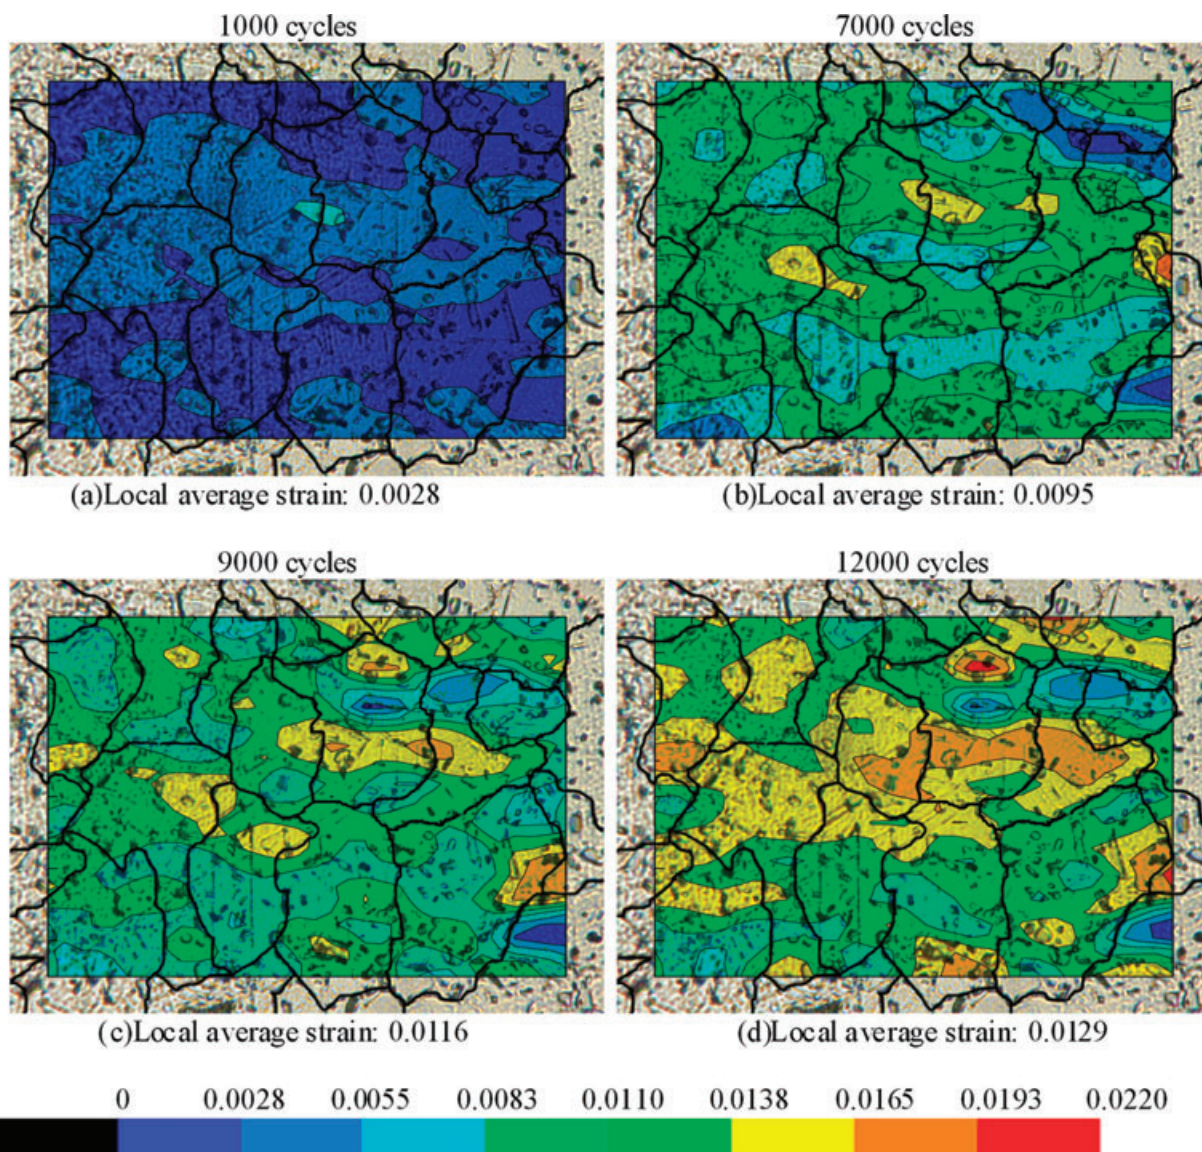 1000 cycles
7000 cycles
(a)Local average strain: 0.0028
(b)Local average strain: 0.0095
9000 cycles
12000 cycles
(c)Local average strain: 0.0116
(d)Local average strain: 0.0129
0 0.0028 0.0055 0.0083 0.0110 0.0138 0.0165 0.0193 0.0220